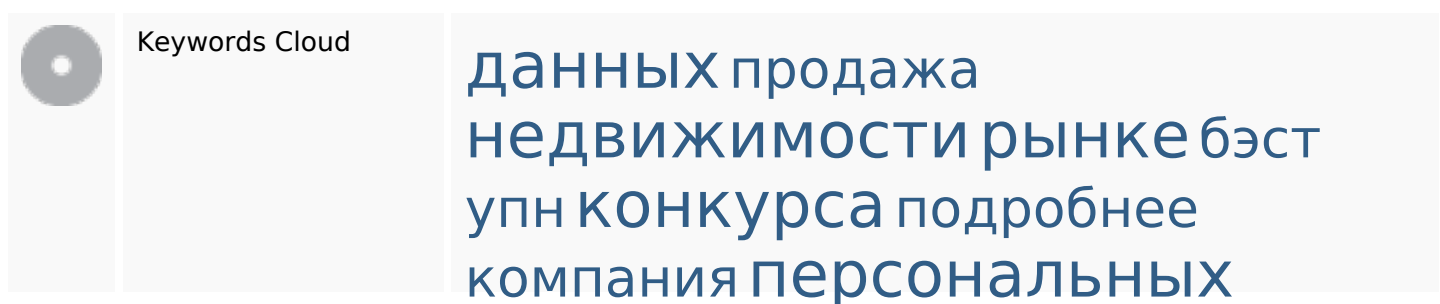 Keywords Cloud
данных продажа
недвижимости рынке бэст
упн конкурса подробнее
компания персональных